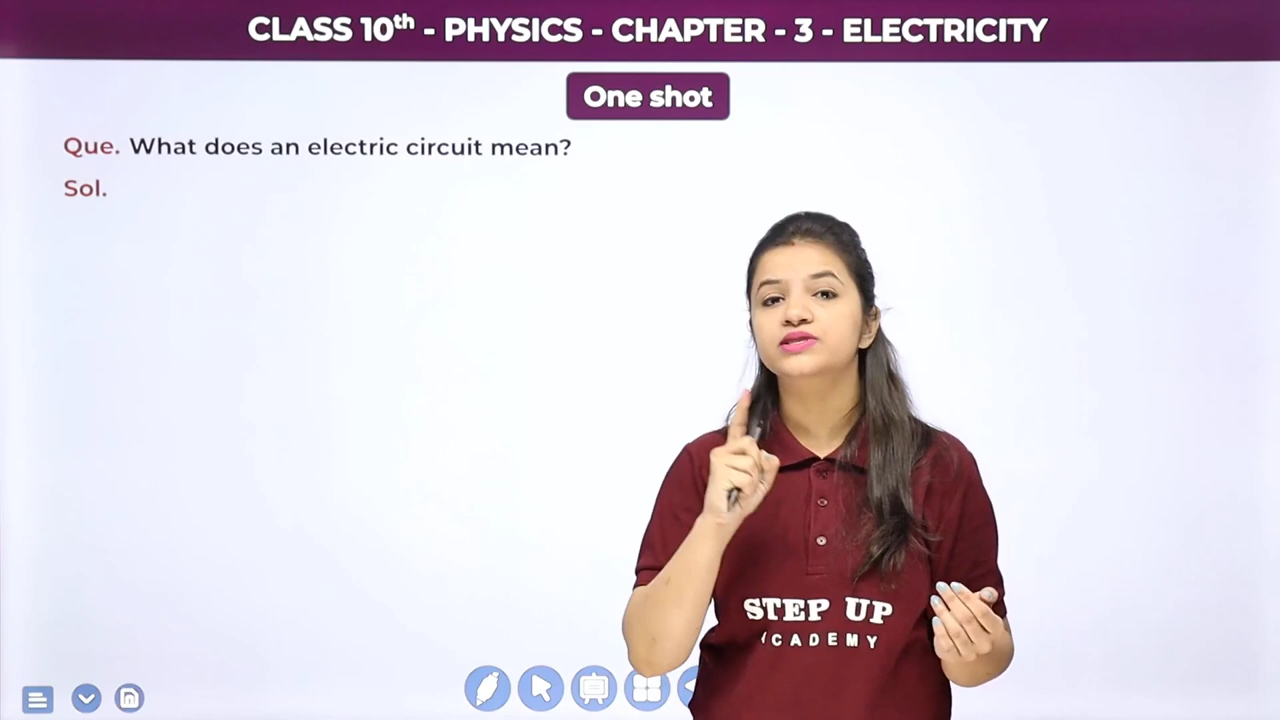 CLASS 10th - PHYSICS - CHAPTER - 3 - ELECTRICITY
One shot
Que. What does an electric circuit mean?
Sol.
STEP UP
ACADEMY